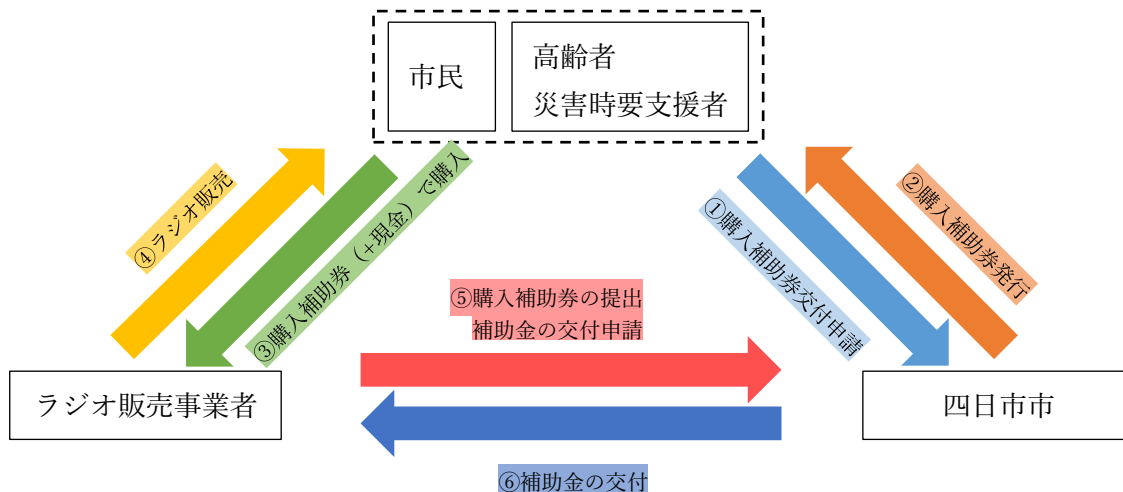 市民
高齢者
災害時要支援者
④ラジオ販売
③購入補助券（+現金）で購入
①購入補助券交付申請
②購入補助券発行
⑤購入補助券の提出
補助金の交付申請
ラジオ販売事業者
四日市市
⑥補助金の交付